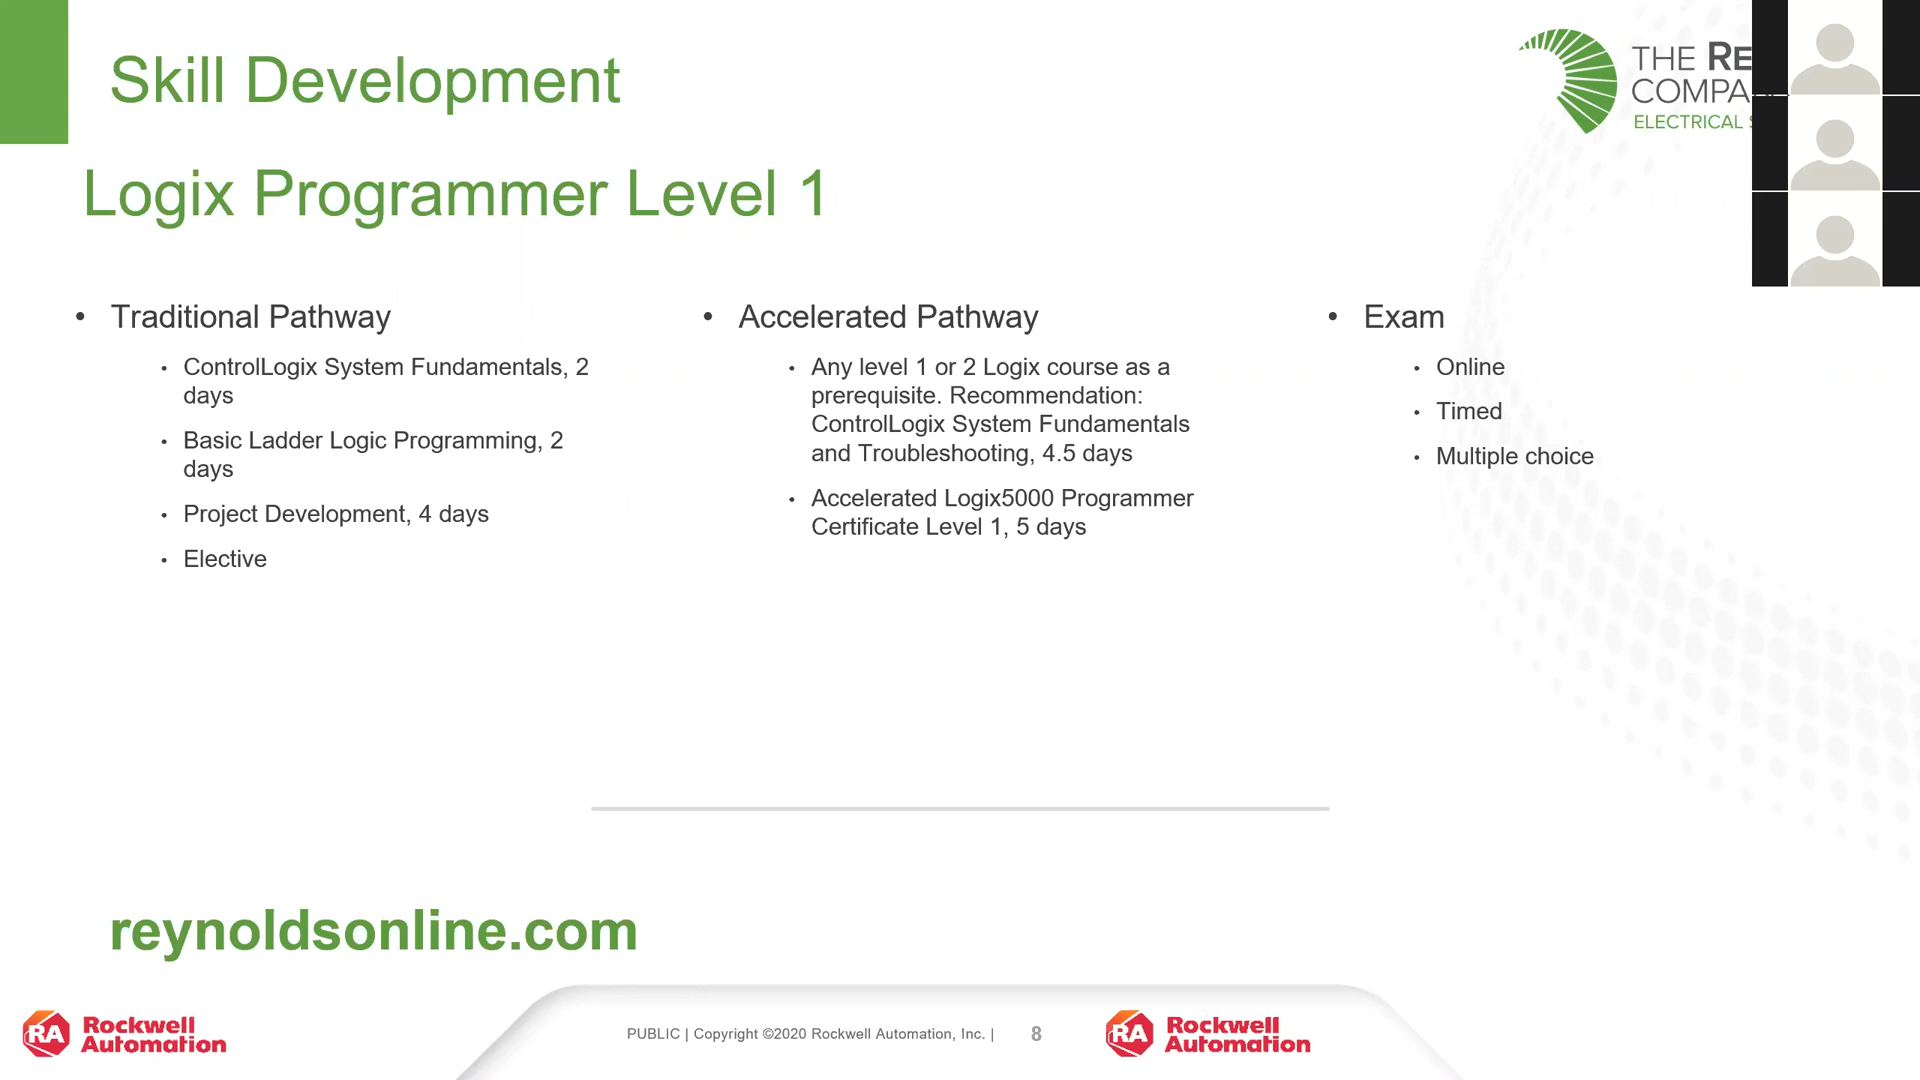 Skill Development
THE RE
COMPA
ELECTRICAL
Logix Programmer Level 1
• Traditional Pathway
• ControlLogix System Fundamentals, 2
days
• Basic Ladder Logic Programming, 2
days
• Project Development, 4 days
• Elective
• Accelerated Pathway
• Any level 1 or 2 Logix course as a
prerequisite. Recommendation:
ControlLogix System Fundamentals
and Troubleshooting, 4.5 days
• Accelerated Logix5000 Programmer
Certificate Level 1, 5 days
• Exam
• Online
• Timed
• Multiple choice
reynoldsonline.com
RA Rockwell
Automation
PUBLIC | Copyright ©2020 Rockwell Automation, Inc. | 8
RA Rockwell
Automation